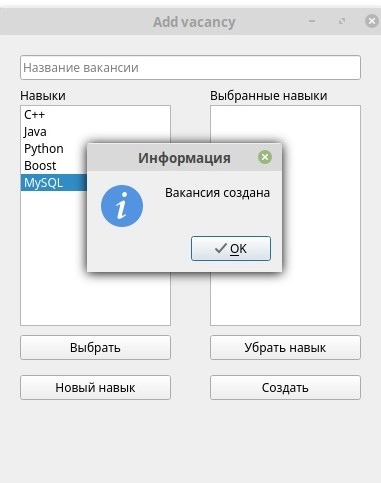 Add vacancy
Название вакансии
Навыки
Выбранные навыки
C++
Java
Python
Boost
MySQL
Информация
Вакансия создана
OK
Выбрать
Убрать навык
Новый навык
Создать